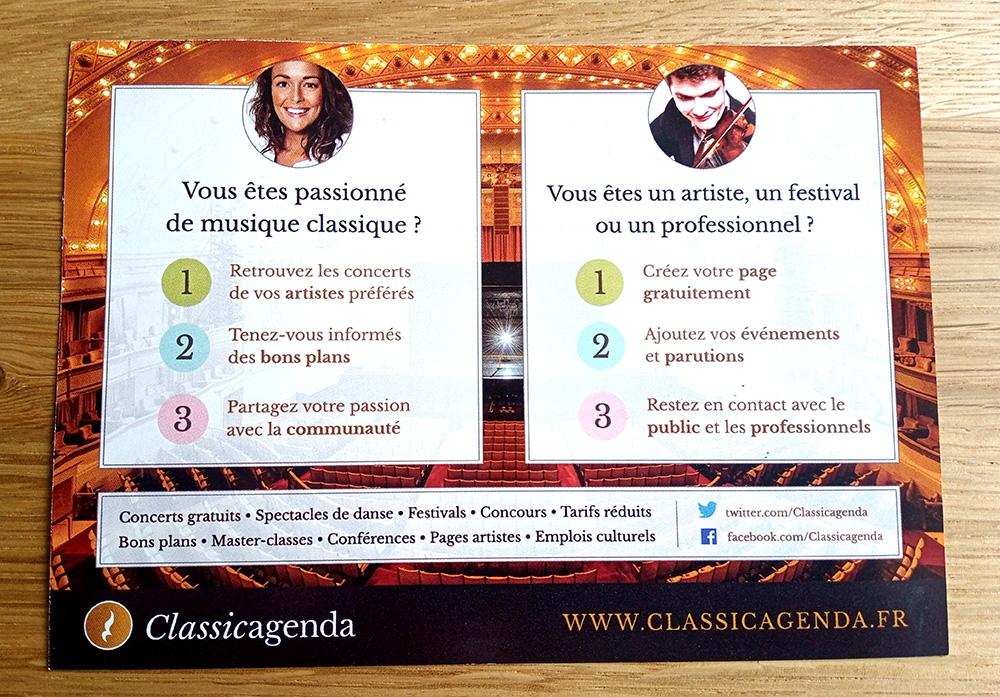 Vous êtes passionné
de musique classique ?
1
Retrouvez les concerts
de vos artistes préférés
2
Tenez-vous informés
des bons plans
3
Partagez votre passion
avec la communauté
Vous êtes un artiste, un festival
ou un professionnel ?
1
Créez votre page
gratuitement
2
Ajoutez vos événements
et parutions
3
Restez en contact avec le
public et les professionnels
Concerts gratuits • Spectacles de danse • Festivals • Concours • Tarifs réduits
Bons plans • Master-classes • Conférences • Pages artistes • Emplois culturels
twitter.com/Classicagenda
facebook.com/Classicagenda
Classicagenda
WWW.CLASSICAGENDA.FR